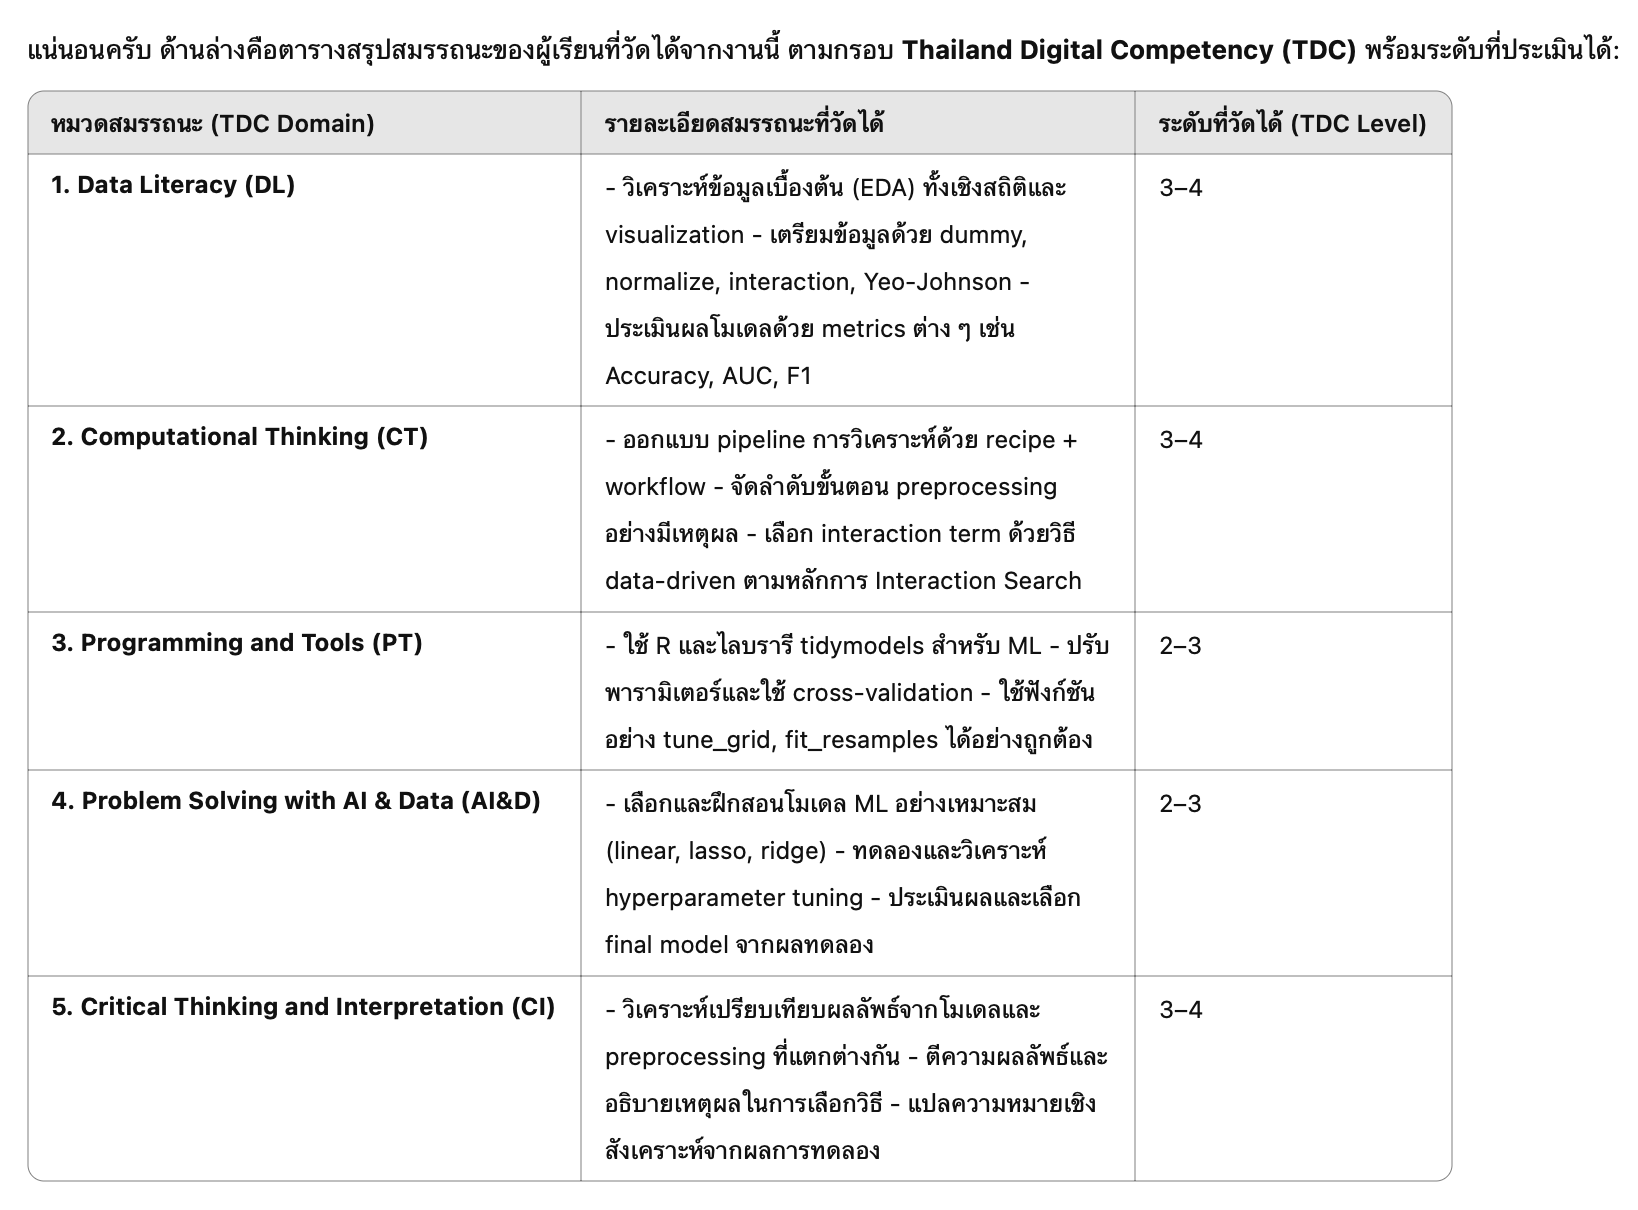 แน่นอนครับ ด้านล่างคือตารางสรุปสมรรถนะของผู้เรียนที่วัดได้จากงานนี้ ตามกรอบ Thailand Digital Competency (TDC) พร้อมระดับที่ประเมินได้:
หมวดสมรรถนะ (TDC Domain)
รายละเอียดสมรรถนะที่วัดได้
ระดับที่วัดได้ (TDC Level)
1. Data Literacy (DL)
- วิเคราะห์ข้อมูลเบื้องต้น (EDA) ทั้งเชิงสถิติและ
visualization - เตรียมข้อมูลด้วย dummy,
normalize, interaction, Yeo-Johnson -
ประเมินผลโมเดลด้วย metrics ต่าง ๆ เช่น
Accuracy, AUC, F1
3–4
2. Computational Thinking (CT)
- ออกแบบ pipeline การวิเคราะห์ด้วย recipe +
workflow - จัดลำดับขั้นตอน preprocessing
อย่างมีเหตุผล - เลือก interaction term ด้วยวิธี
data-driven ตามหลักการ Interaction Search
3–4
3. Programming and Tools (PT)
- ใช้ R และไลบรารี tidymodels สำหรับ ML - ปรับ
พารามิเตอร์และใช้ cross-validation - ใช้ฟังก์ชัน
อย่าง tune_grid, fit_resamples ได้อย่างถูกต้อง
2–3
4. Problem Solving with AI & Data (AI&D)
- เลือกและฝึกสอนโมเดล ML อย่างเหมาะสม
(linear, lasso, ridge) - ทดลองและวิเคราะห์
hyperparameter tuning - ประเมินผลและเลือก
final model จากผลทดลอง
2–3
5. Critical Thinking and Interpretation (CI)
- วิเคราะห์เปรียบเทียบผลลัพธ์จากโมเดลและ
preprocessing ที่แตกต่างกัน - ตีความผลลัพธ์และ
อธิบายเหตุผลในการเลือกวิธี - แปลความหมายเชิง
สังเคราะห์จากผลการทดลอง
3–4